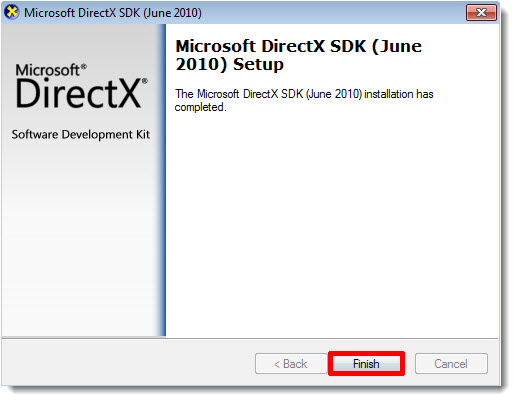 Microsoft DirectX SDK (June 2010)
Microsoft®
DirectX®
Software Development Kit
Microsoft DirectX SDK (June
2010) Setup
The Microsoft DirectX SDK (June 2010) installation has
completed.
< Back
Finish
Cancel